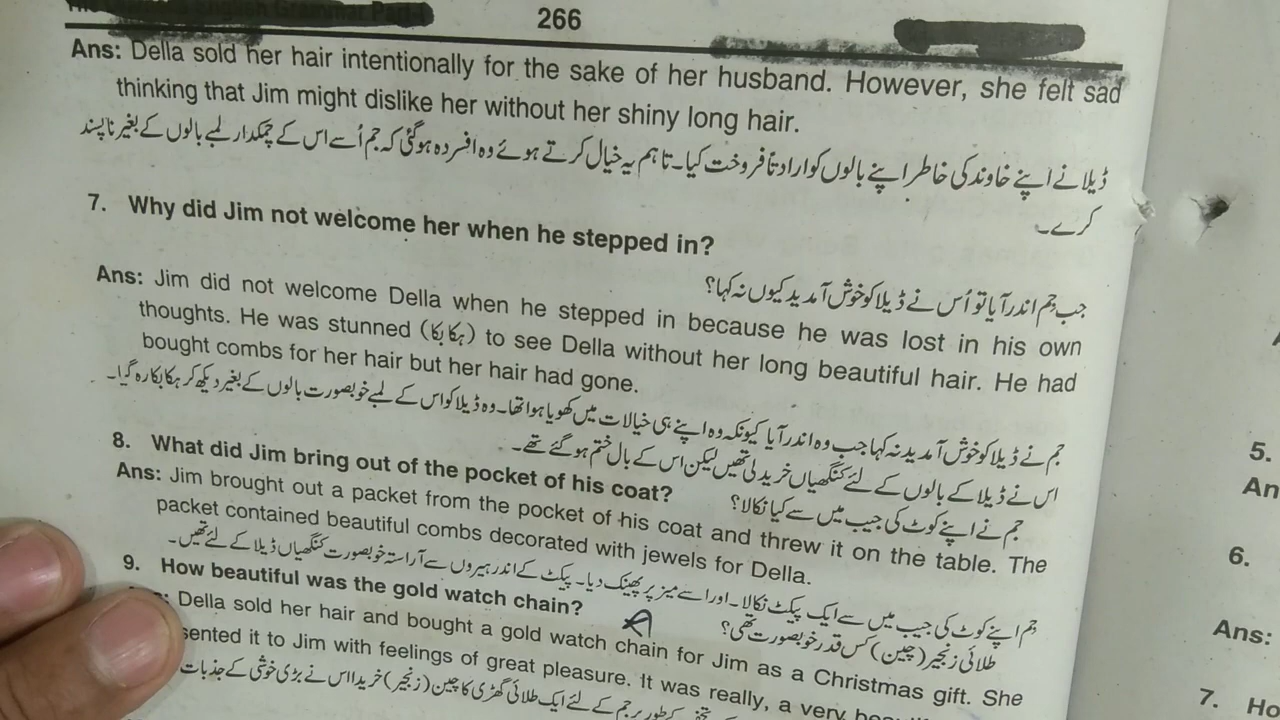 266
Ans: Della sold her hair intentionally for the sake of her husband. However, she felt sad
thinking that Jim might dislike her without her shiny long hair.
ڈیلا نے اپنے خاوند کی خاطر اپنے بالوں کو ارادتاً فروخت کیا۔ تاہم یہ خیال کرتے ہوئے وہ افسردہ ہوگئی کہ جم اُسے اس کے چمکدار لمبے بالوں کے بغیر ناپسند
کرے۔
7. Why did Jim not welcome her when he stepped in?
جب جم اندر آیا تو اُس نے ڈیلا کو خوش آمدید کیوں نہ کہا؟
Ans: Jim did not welcome Della when he stepped in because he was lost in his own
thoughts. He was stunned (ہکا بکا) to see Della without her long beautiful hair. He had
bought combs for her hair but her hair had gone.
جم نے ڈیلا کو خوش آمدید نہ کہا جب وہ اندر آیا کیونکہ وہ اپنے ہی خیالات میں کھویا ہوا تھا۔ وہ ڈیلا کو اس کے لمبے خوبصورت بالوں کے بغیر دیکھ کر ہکا بکا رہ گیا۔
اس نے ڈیلا کے بالوں کے لئے کنگھیاں خرید لی تھیں لیکن اس کے بال ختم ہوگئے تھے۔
8. What did Jim bring out of the pocket of his coat?
جم نے اپنے کوٹ کی جیب میں سے کیا نکالا؟
Ans: Jim brought out a packet from the pocket of his coat and threw it on the table. The
packet contained beautiful combs decorated with jewels for Della.
جم اپنے کوٹ کی جیب میں سے ایک پیکٹ نکالا۔ اور اسے میز پر پھینک دیا۔ پیکٹ کے اندر ہیروں سے آراستہ خوبصورت کنگھیاں ڈیلا کے لئے تھیں۔
9. How beautiful was the gold watch chain?
طلائی زنجیر (چین) کس قدر خوبصورت تھی؟
Della sold her hair and bought a gold watch chain for Jim as a Christmas gift. She
sented it to Jim with feelings of great pleasure. It was really, a very
کے طور پر جم کے لئے ایک طلائی گھڑی کا چین (زنجیر) خریدا اس نے بڑی خوشی کے جذبات
5.
An
6.
Ans:
7. Ho